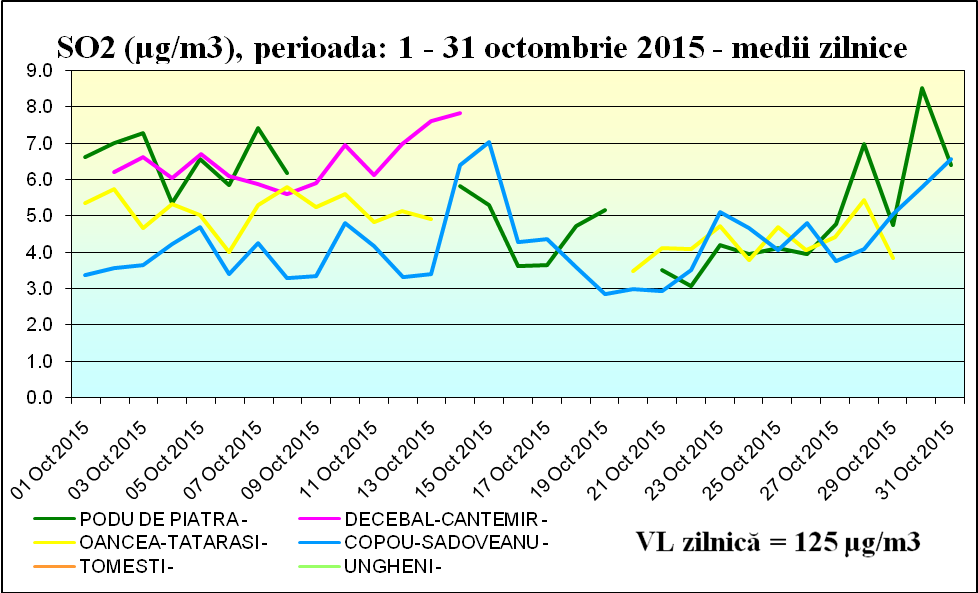 SO2 (µg/m3), perioada: 1 - 31 octombrie 2015 - medii zilnice
9.0
8.0
7.0
6.0
5.0
4.0
3.0
2.0
1.0
0.0
01 Oct 2015
03 Oct 2015
05 Oct 2015
07 Oct 2015
09 Oct 2015
11 Oct 2015
13 Oct 2015
15 Oct 2015
17 Oct 2015
19 Oct 2015
21 Oct 2015
23 Oct 2015
25 Oct 2015
27 Oct 2015
29 Oct 2015
31 Oct 2015
PODU DE PIATRA-
DECEBAL-CANTEMIR-
OANCEA-TATARASI-
COPOU-SADOVEANU-
TOMESTI-
UNGHENI-
VL zilnică = 125 µg/m3